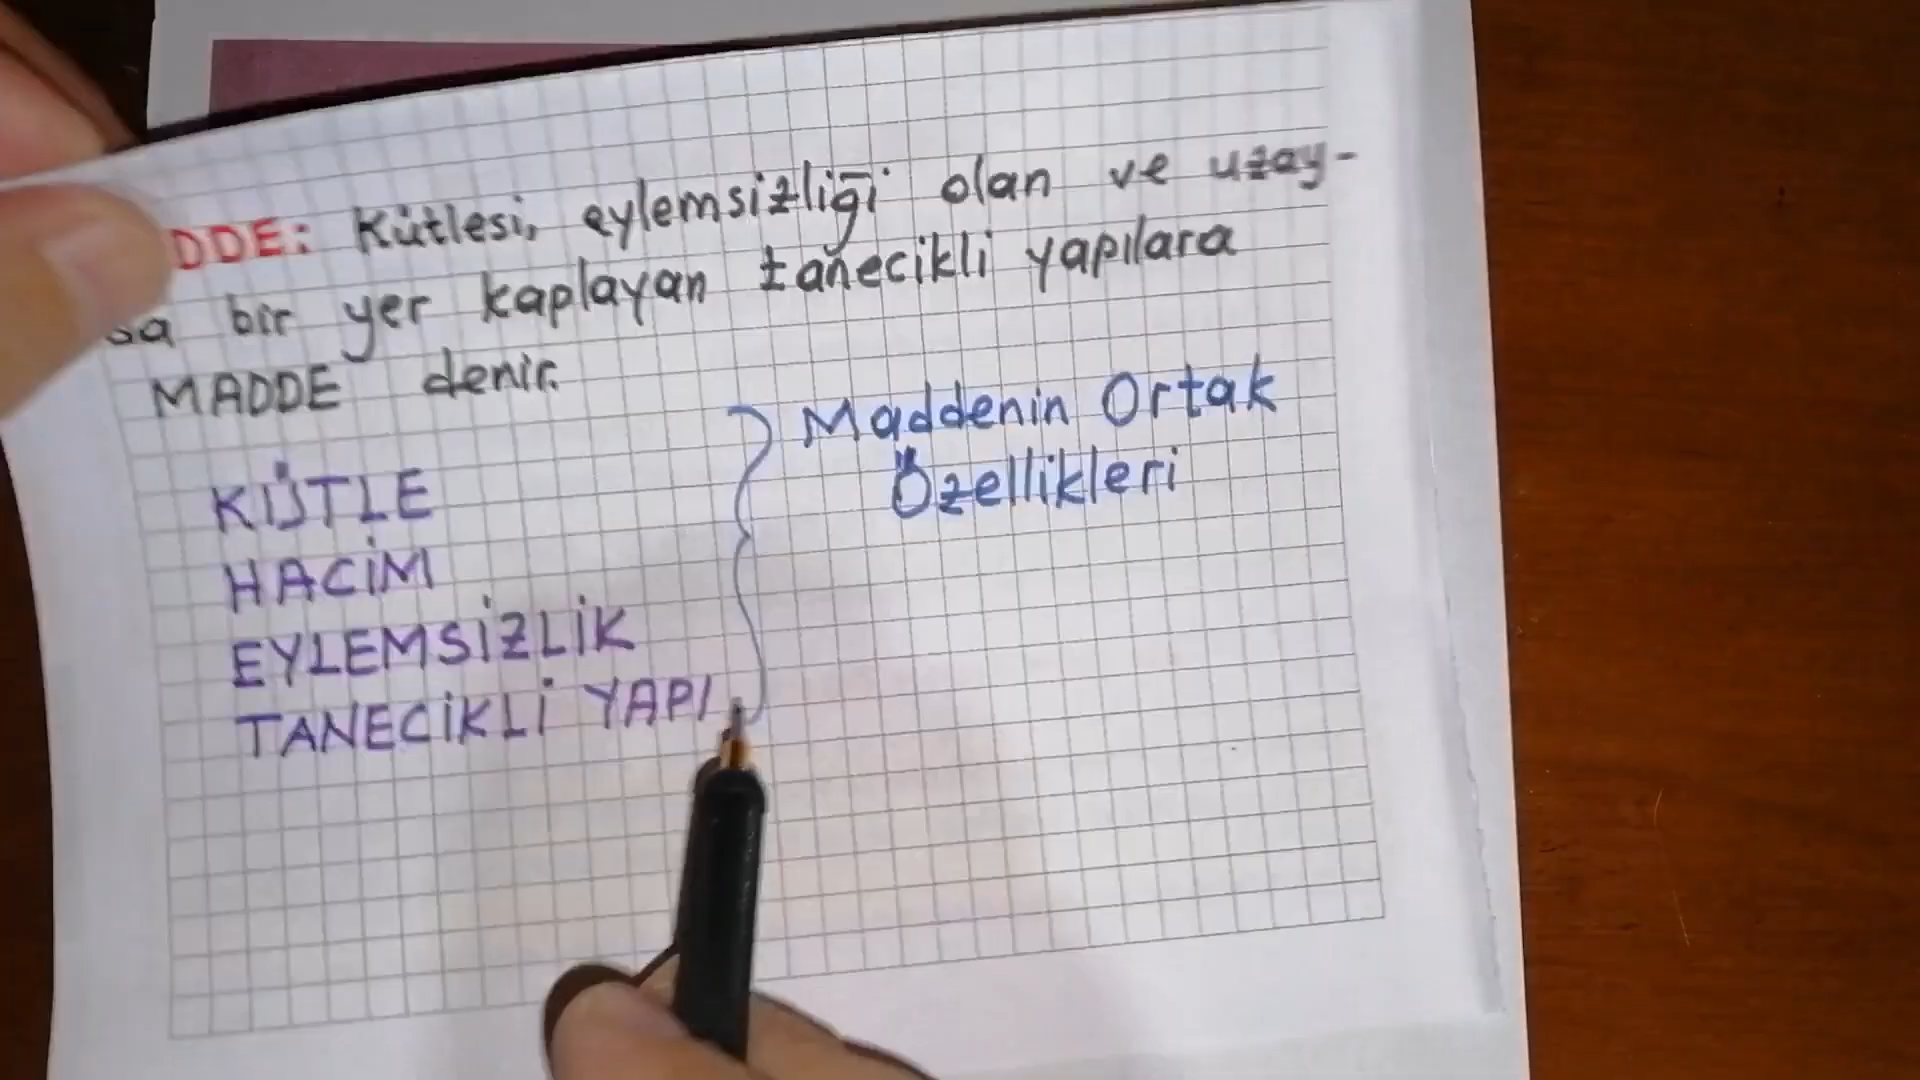 DDE: Kütlesi, eylemsizliği olan ve uzay-
sa bir yer kaplayan tanecikli yapılara
MADDE denir.
Maddenin Ortak
Özellikleri
KÜTLE
HACİM
EYLEMSİZLİK
TANECİKLİ YAPI